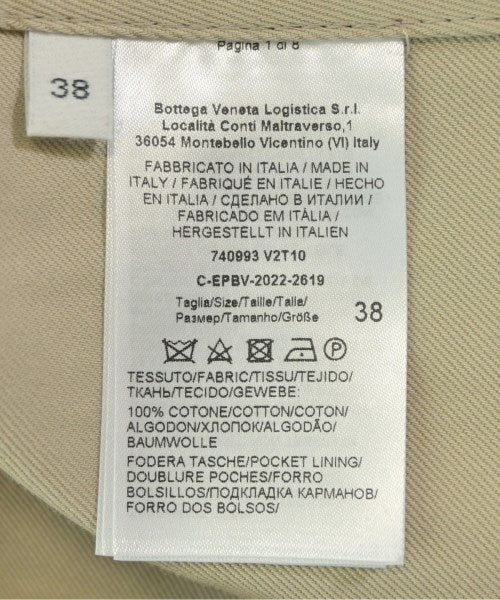 38
Pagina 1 di 8
Bottega Veneta Logistica S.r.l.
Località Conti Maltraverso,1
36054 Montebello Vicentino (VI) Italy
FABBRICATO IN ITALIA / MADE IN
ITALY / FABRIQUÉ EN ITALIE / HECHO
EN ITALIA / СДЕЛАНО В ИТАЛИИ /
FABRICADO EM ITÀLIA /
HERGESTELLT IN ITALIEN
740993 V2T10
C-EPBV-2022-2619
Taglia/Size/Taille/Talla/
Размер/Tamanho/Größe 38
P
TESSUTO/FABRIC/TISSU/TEJIDO/
ТКАНЬ/TECIDO/GEWEBE:
100% COTONE/COTTON/COTON/
ALGODON/ХЛОПОК/ALGODÃO/
BAUMWOLLE
FODERA TASCHE/POCKET LINING/
DOUBLURE POCHES/FORRO
BOLSILLOS/ПОДКЛАДКА КАРМАНОВ/
FORRO DOS BOLSOS/